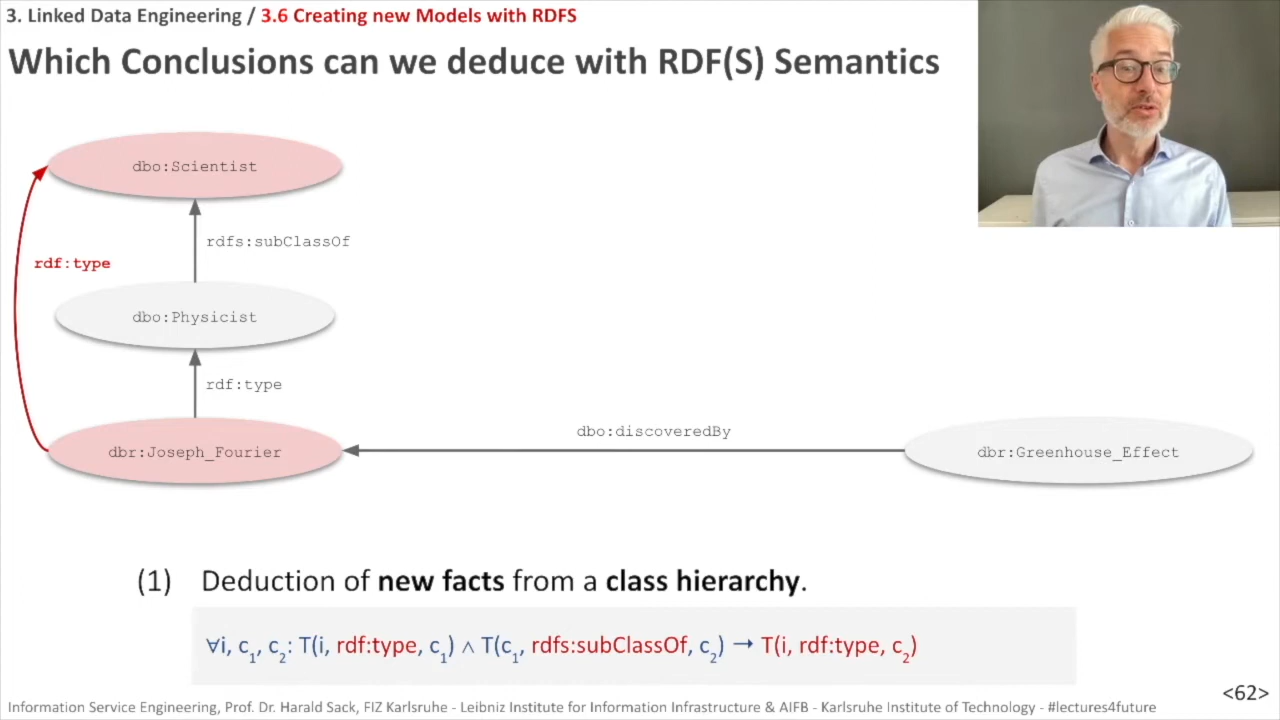 3. Linked Data Engineering / 3.6 Creating new Models with RDFS
Which Conclusions can we deduce with RDF(S) Semantics
dbo:Scientist
rdfs:subClassOf
rdf:type
dbo:Physicist
rdf:type
dbo:discoveredBy
dbr:Joseph_Fourier
dbr:Greenhouse_Effect
(1) Deduction of new facts from a class hierarchy.
∀i, c₁, c₂: T(i, rdf:type, c₁) ∧ T(c₁, rdfs:subClassOf, c₂) → T(i, rdf:type, c₂)
<62>
Information Service Engineering, Prof. Dr. Harald Sack, FIZ Karlsruhe - Leibniz Institute for Information Infrastructure & AIFB - Karlsruhe Institute of Technology - #lectures4future